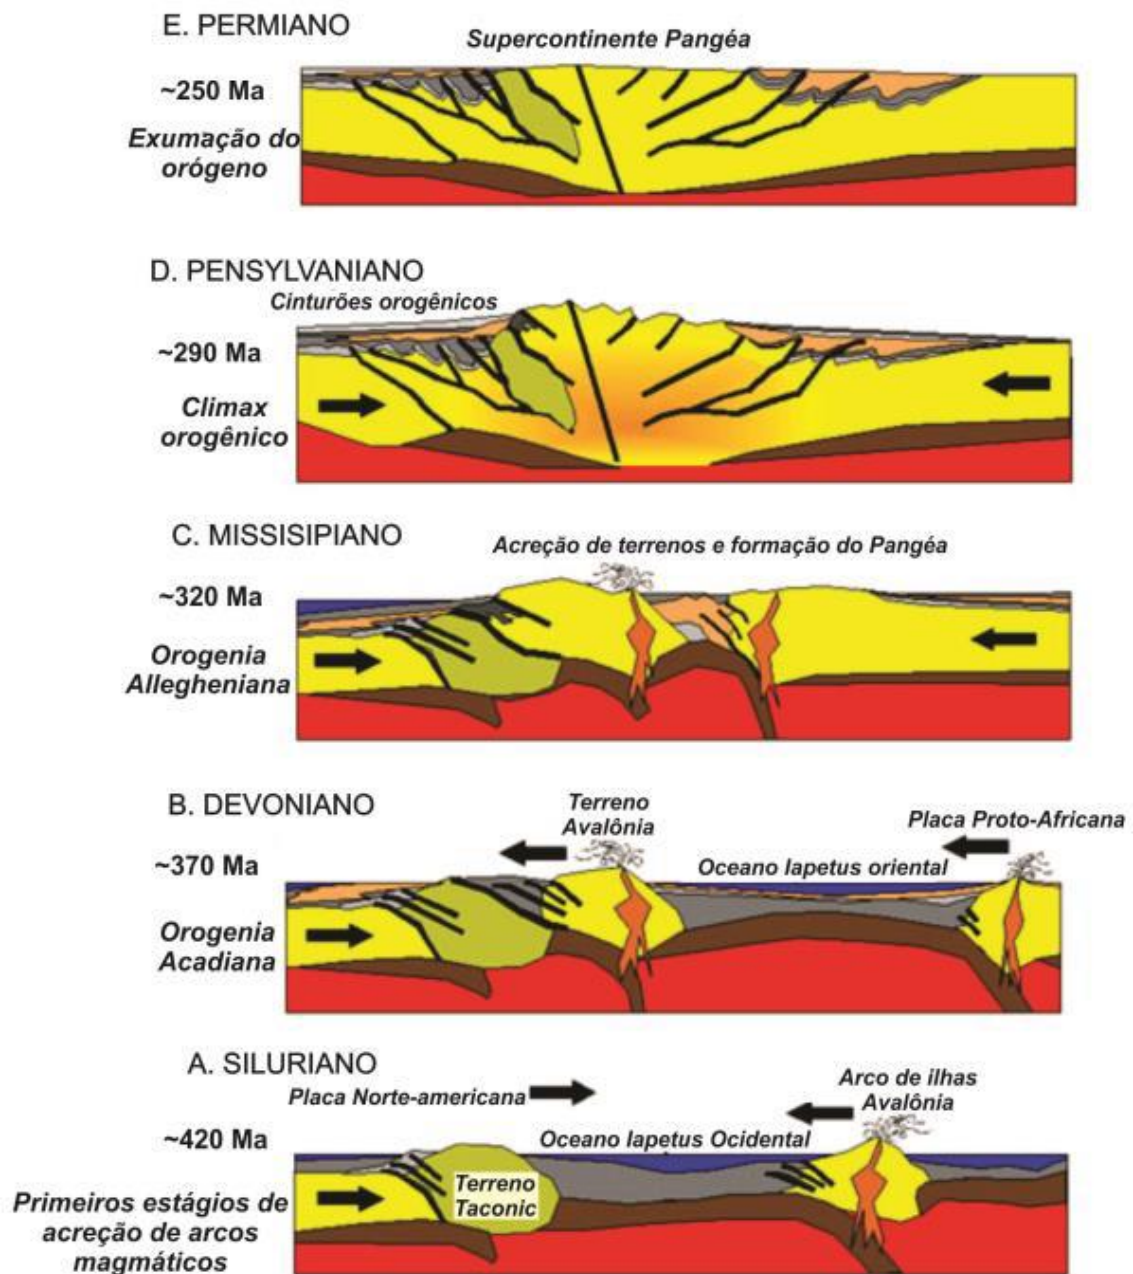 E. PERMIANO
Supercontinente Pangéa
~250 Ma
Exumação do
orógeno
D. PENSYLVANIANO
Cinturões orogênicos
~290 Ma
Climax
orogênico
C. MISSISIPIANO
Acreção de terrenos e formação do Pangéa
~320 Ma
Orogenia
Allegheniana
B. DEVONIANO
Terreno
Avalônia
Placa Proto-Africana
~370 Ma
Oceano Iapetus oriental
Orogenia
Acadiana
A. SILURIANO
Placa Norte-americana
Arco de ilhas
Avalônia
~420 Ma
Oceano Iapetus Ocidental
Terreno
Taconic
Primeiros estágios de
acreção de arcos
magmáticos